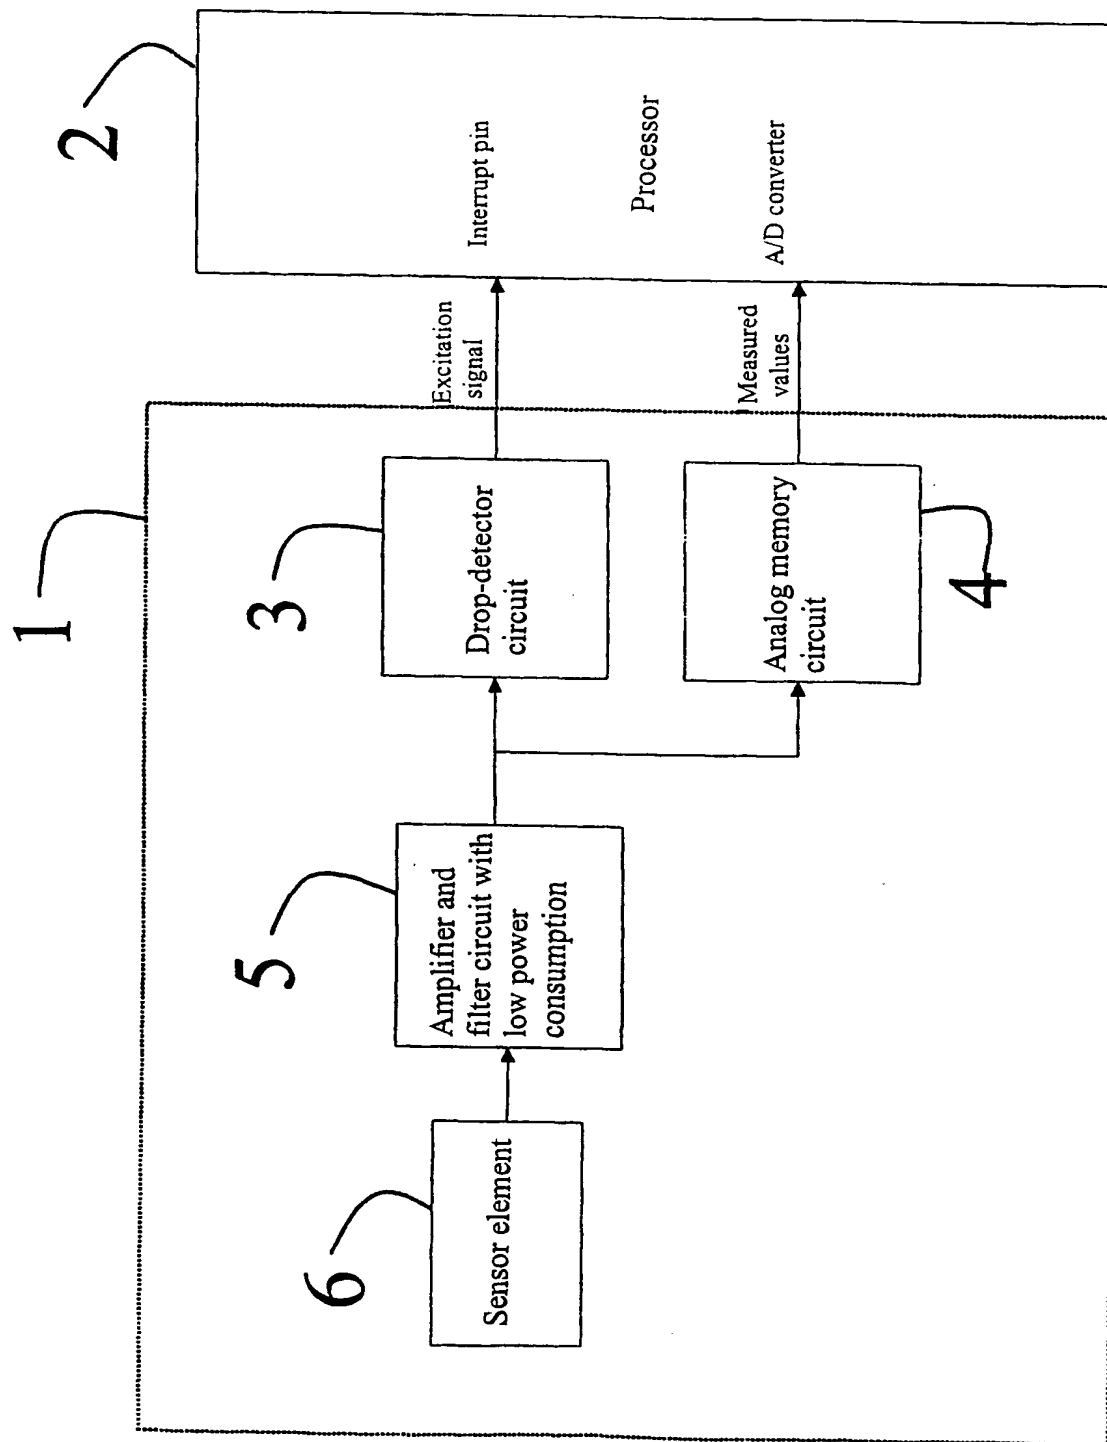 1
2
3
4
5
6
Sensor element
Amplifier and
filter circuit with
low power
consumption
Drop-detector
circuit
Analog memory
circuit
Excitation
signal
Measured
values
Interrupt pin
Processor
A/D converter